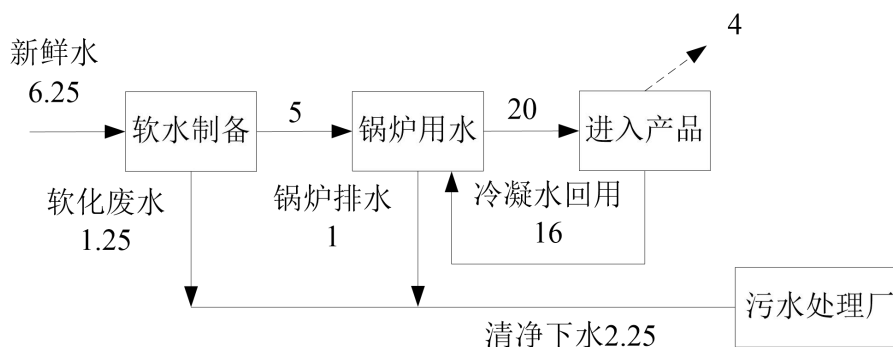 4
新鲜水
6.25
软水制备
5
锅炉用水
20
进入产品
软化废水
1.25
锅炉排水
1
冷凝水回用
16
污水处理厂
清净下水2.25